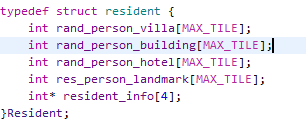 typedef struct resident {
    int rand_person_villa[MAX_TILE];
    int rand_person_building[MAX_TILE];
    int rand_person_hotel[MAX_TILE];
    int res_person_landmark[MAX_TILE];
    int* resident_info[4];
}Resident;